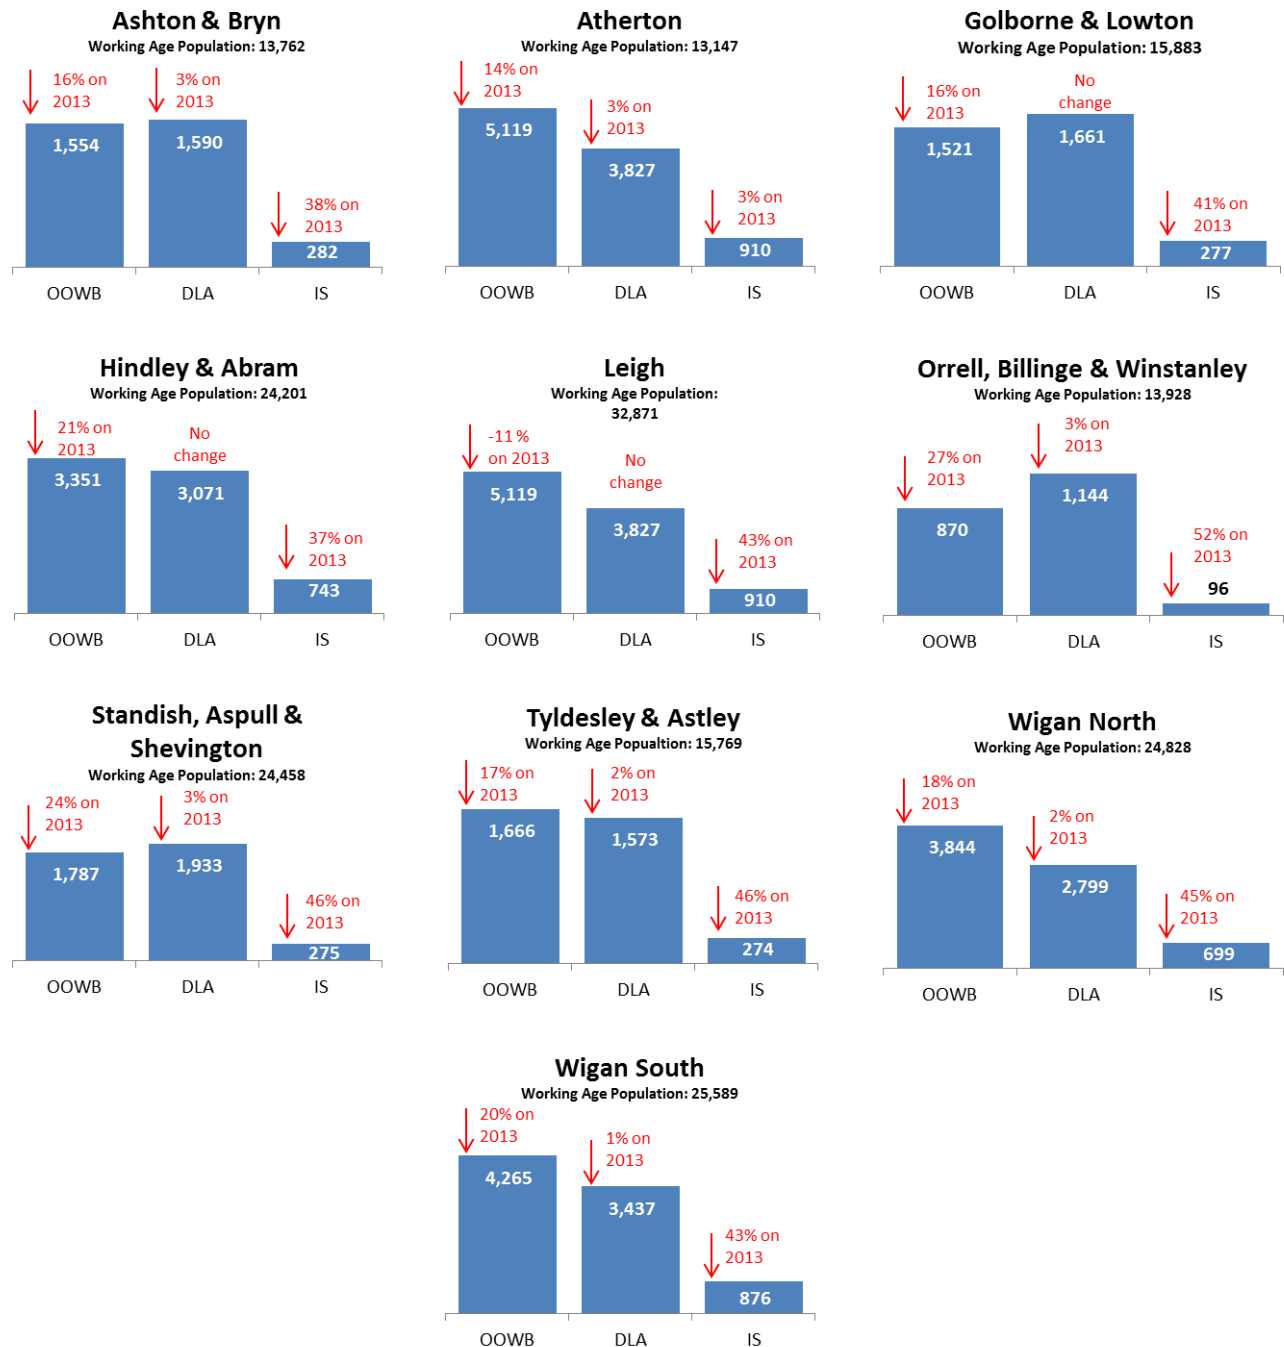 Ashton & Bryn
Working Age Population: 13,762
16% on
2013
3% on
2013
1,554
1,590
38% on
2013
282
OOWB
DLA
IS
Atherton
Working Age Population: 13,147
14% on
2013
3% on
2013
5,119
3,827
3% on
2013
910
OOWB
DLA
IS
Golborne & Lowton
Working Age Population: 15,883
16% on
2013
No
change
1,521
1,661
41% on
2013
277
OOWB
DLA
IS
Hindley & Abram
Working Age Population: 24,201
21% on
2013
No
change
3,351
3,071
37% on
2013
743
OOWB
DLA
IS
Leigh
Working Age Population:
32,871
-11 %
on 2013
No
change
5,119
3,827
43% on
2013
910
OOWB
DLA
IS
Orrell, Billinge & Winstanley
Working Age Population: 13,928
27% on
2013
3% on
2013
870
1,144
52% on
2013
96
OOWB
DLA
IS
Standish, Aspull &
Shevington
Working Age Population: 24,458
24% on
2013
3% on
2013
1,787
1,933
46% on
2013
275
OOWB
DLA
IS
Tyldesley & Astley
Working Age Popualtion: 15,769
17% on
2013
2% on
2013
1,666
1,573
46% on
2013
274
OOWB
DLA
IS
Wigan North
Working Age Population: 24,828
18% on
2013
2% on
2013
3,844
2,799
45% on
2013
699
OOWB
DLA
IS
Wigan South
Working Age Population: 25,589
20% on
2013
1% on
2013
4,265
3,437
43% on
2013
876
OOWB
DLA
IS